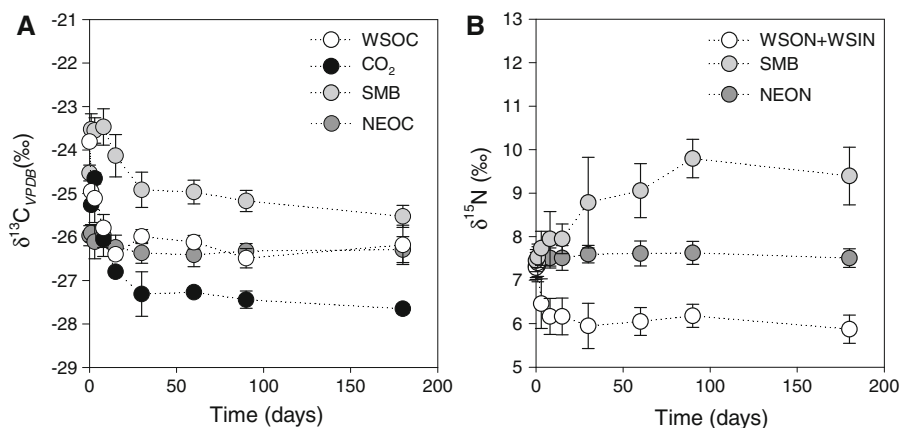 A
-21
-22
-23
-24
-25
-26
-27
-28
-29
δ¹³C_VPDB(‰)
WSOC
CO₂
SMB
NEOC
0 50 100 150 200
Time (days)
B
13
12
11
10
9
8
7
6
5
δ¹⁵N (‰)
WSON+WSIN
SMB
NEON
0 50 100 150 200
Time (days)